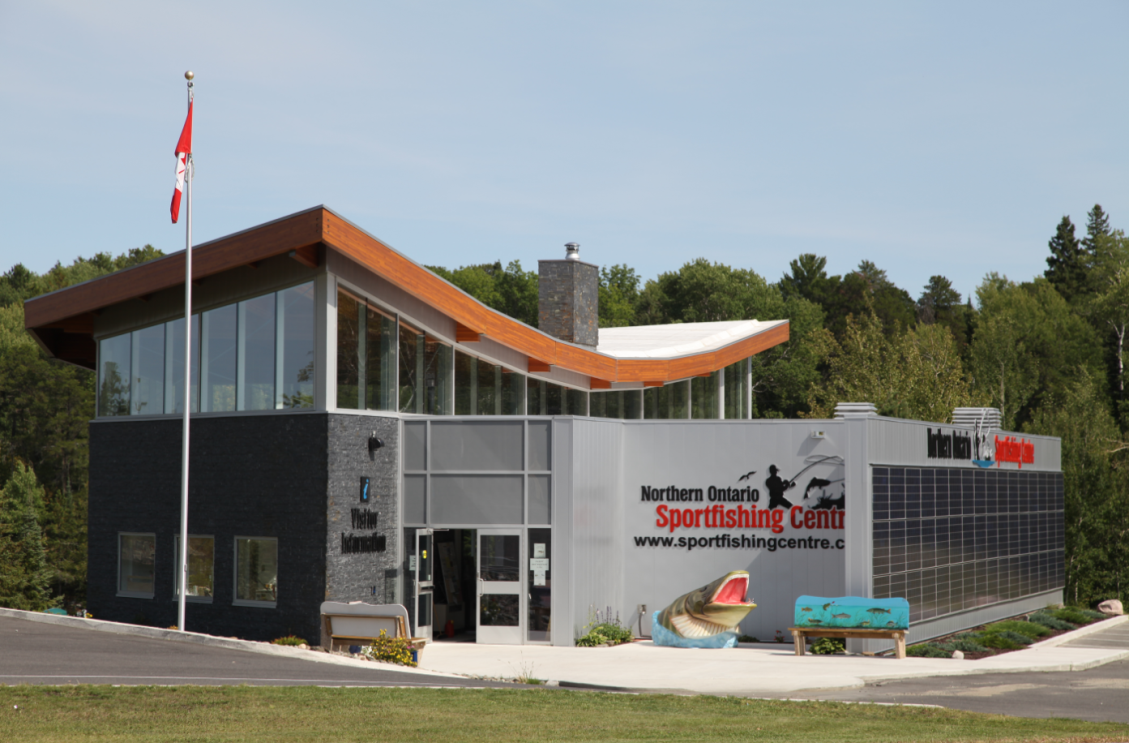 Northern Ontario
Sportfishing Centre
Northern Ontario
Sportfishing Centr
www.sportfishingcentre.c
i
Visitor
Information